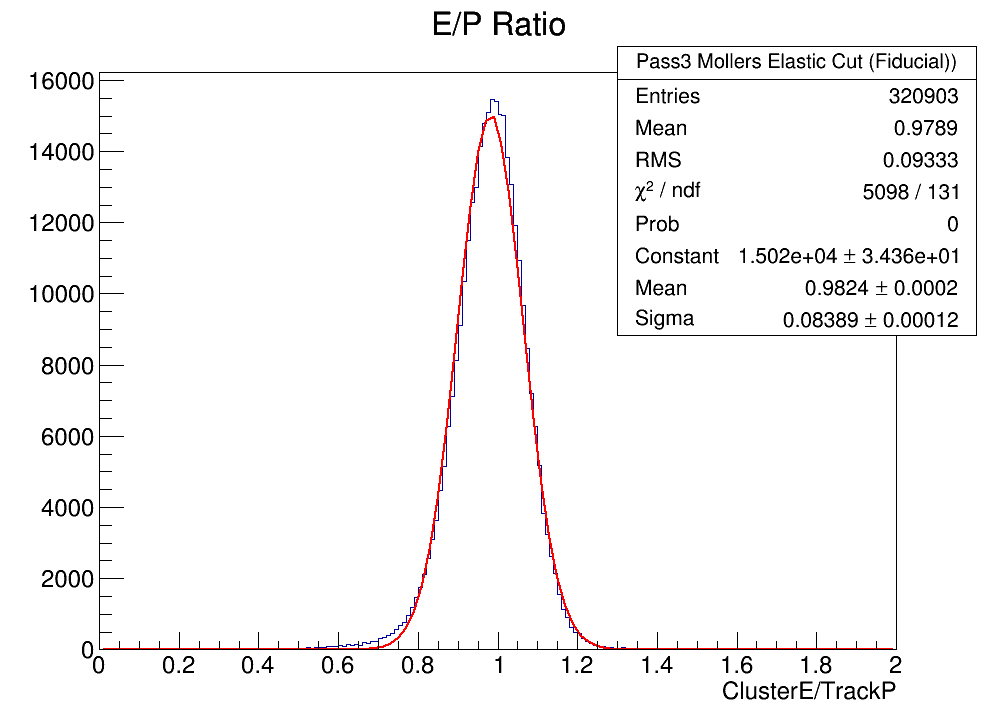 E/P Ratio
Pass3 Mollers Elastic Cut (Fiducial))
Entries 320903
Mean 0.9789
RMS 0.09333
χ² / ndf 5098 / 131
Prob 0
Constant 1.502e+04 ± 3.436e+01
Mean 0.9824 ± 0.0002
Sigma 0.08389 ± 0.00012
16000
14000
12000
10000
8000
6000
4000
2000
0
0 0.2 0.4 0.6 0.8 1 1.2 1.4 1.6 1.8 2
ClusterE/TrackP